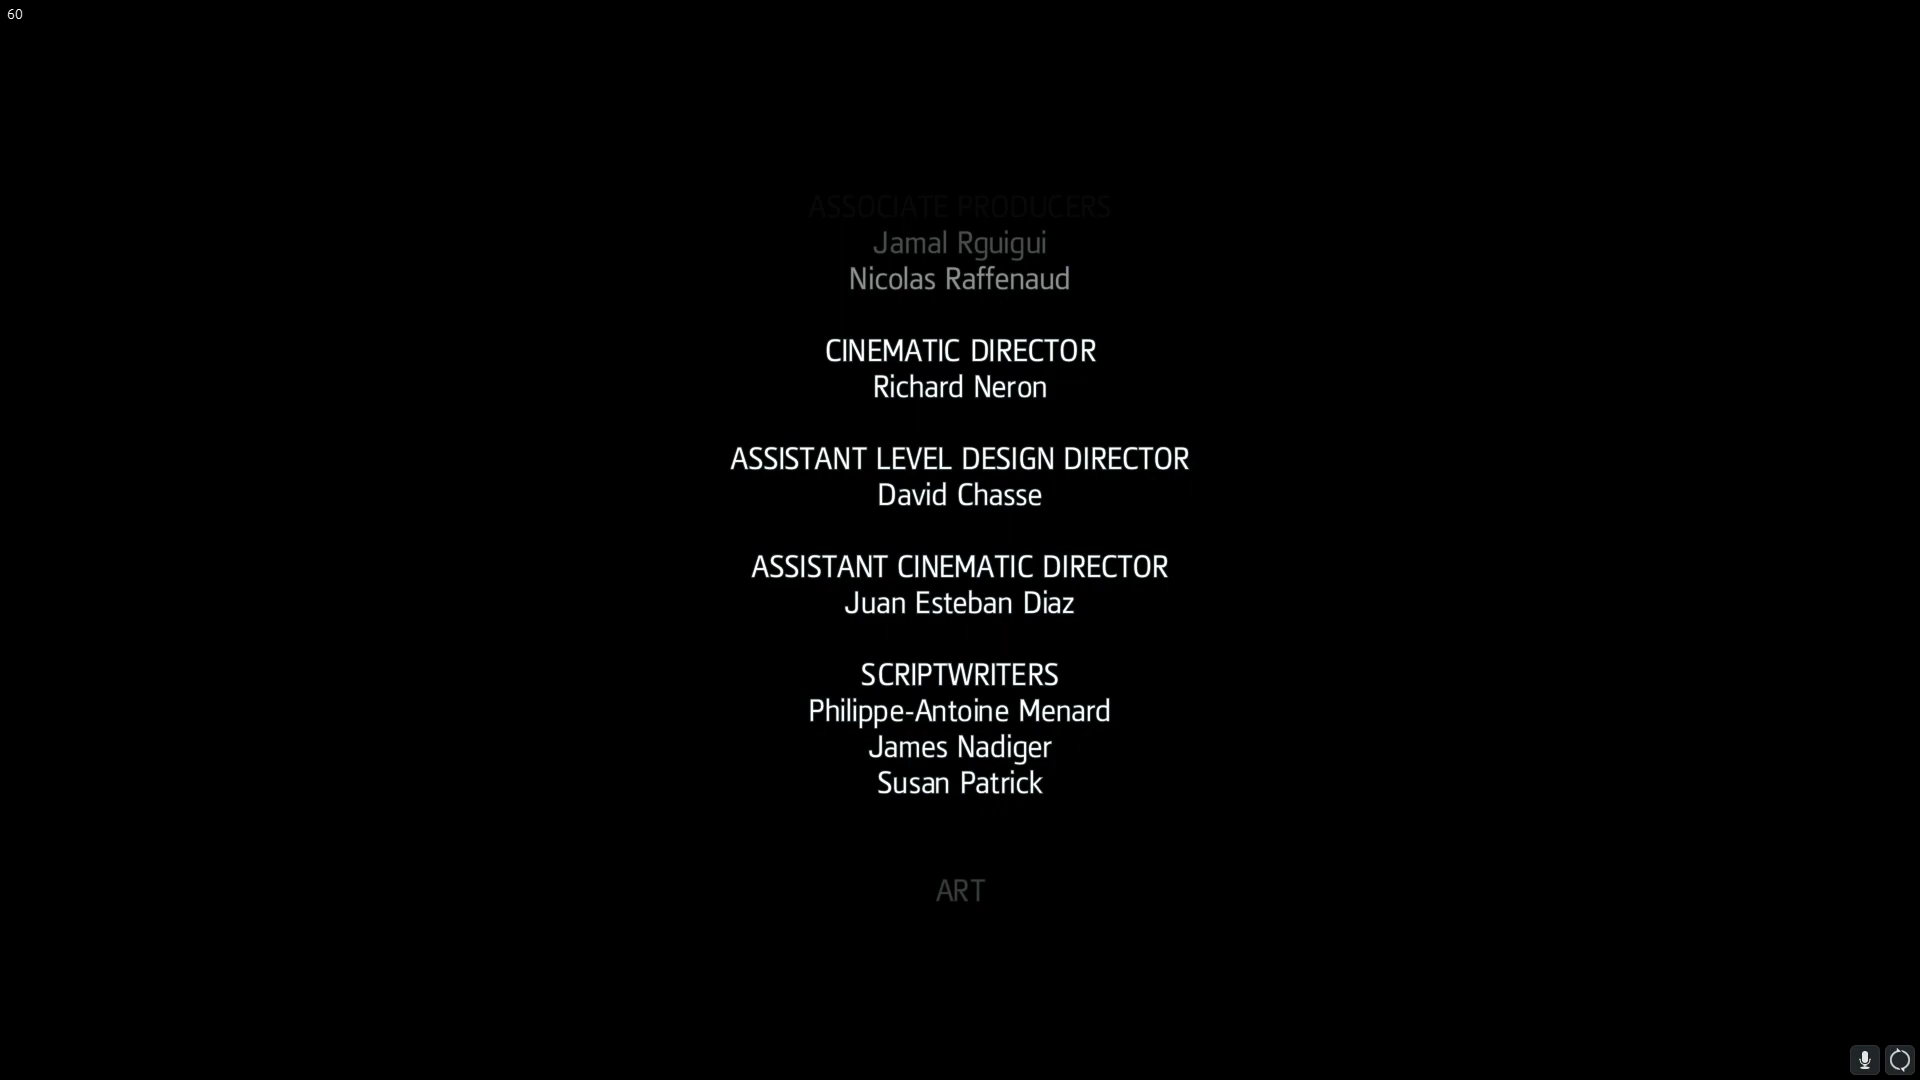 60
ASSOCIATE PRODUCERS
Jamal Rguigui
Nicolas Raffenaud
CINEMATIC DIRECTOR
Richard Neron
ASSISTANT LEVEL DESIGN DIRECTOR
David Chasse
ASSISTANT CINEMATIC DIRECTOR
Juan Esteban Diaz
SCRIPTWRITERS
Philippe-Antoine Menard
James Nadiger
Susan Patrick
ART